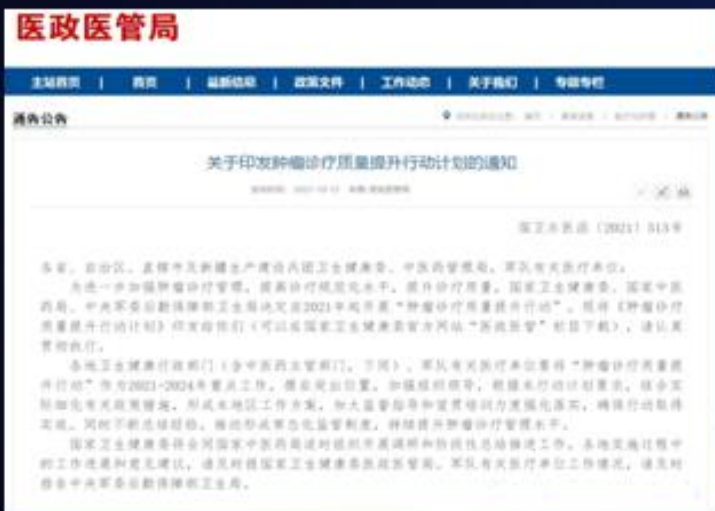 医政医管局
主站首页 | 首页 | 最新信息 | 政策文件 | 工作动态 | 关于我们 | 专题专栏
通告公告
关于印发肿瘤诊疗质量提升行动计划的通知
国卫办医函〔2021〕513号
各省、自治区、直辖市及新疆生产建设兵团卫生健康委、中医药管理局，军队有关医疗单位：
为进一步加强肿瘤诊疗管理，提高诊疗规范化水平，提升诊疗质量，国家卫生健康委、国家中医
药局、中央军委后勤保障部卫生局决定自2021年起开展“肿瘤诊疗质量提升行动”。现将《肿瘤诊疗
质量提升行动计划》印发给你们（可以在国家卫生健康委官方网站“医政医管”栏目下载），请认真
贯彻执行。
各地卫生健康行政部门（含中医药主管部门，下同）、军队有关医疗单位要将“肿瘤诊疗质量提
升行动”作为2021-2024年重点工作，摆在突出位置，加强组织领导，根据本行动计划要求，结合实
际细化有关政策措施，形成本地区工作方案，加大监督指导和宣贯培训力度强化落实，确保行动取得
实效。同时不断总结经验，推动形成常态化监管制度，持续提升肿瘤诊疗管理水平。
国家卫生健康委将会同国家中医药局适时组织开展调研和阶段性总结推进工作。各地实施过程中
的工作进展和意见建议，请及时报国家卫生健康委医政医管局。军队有关医疗单位工作情况，请及时
报告中央军委后勤保障部卫生局。